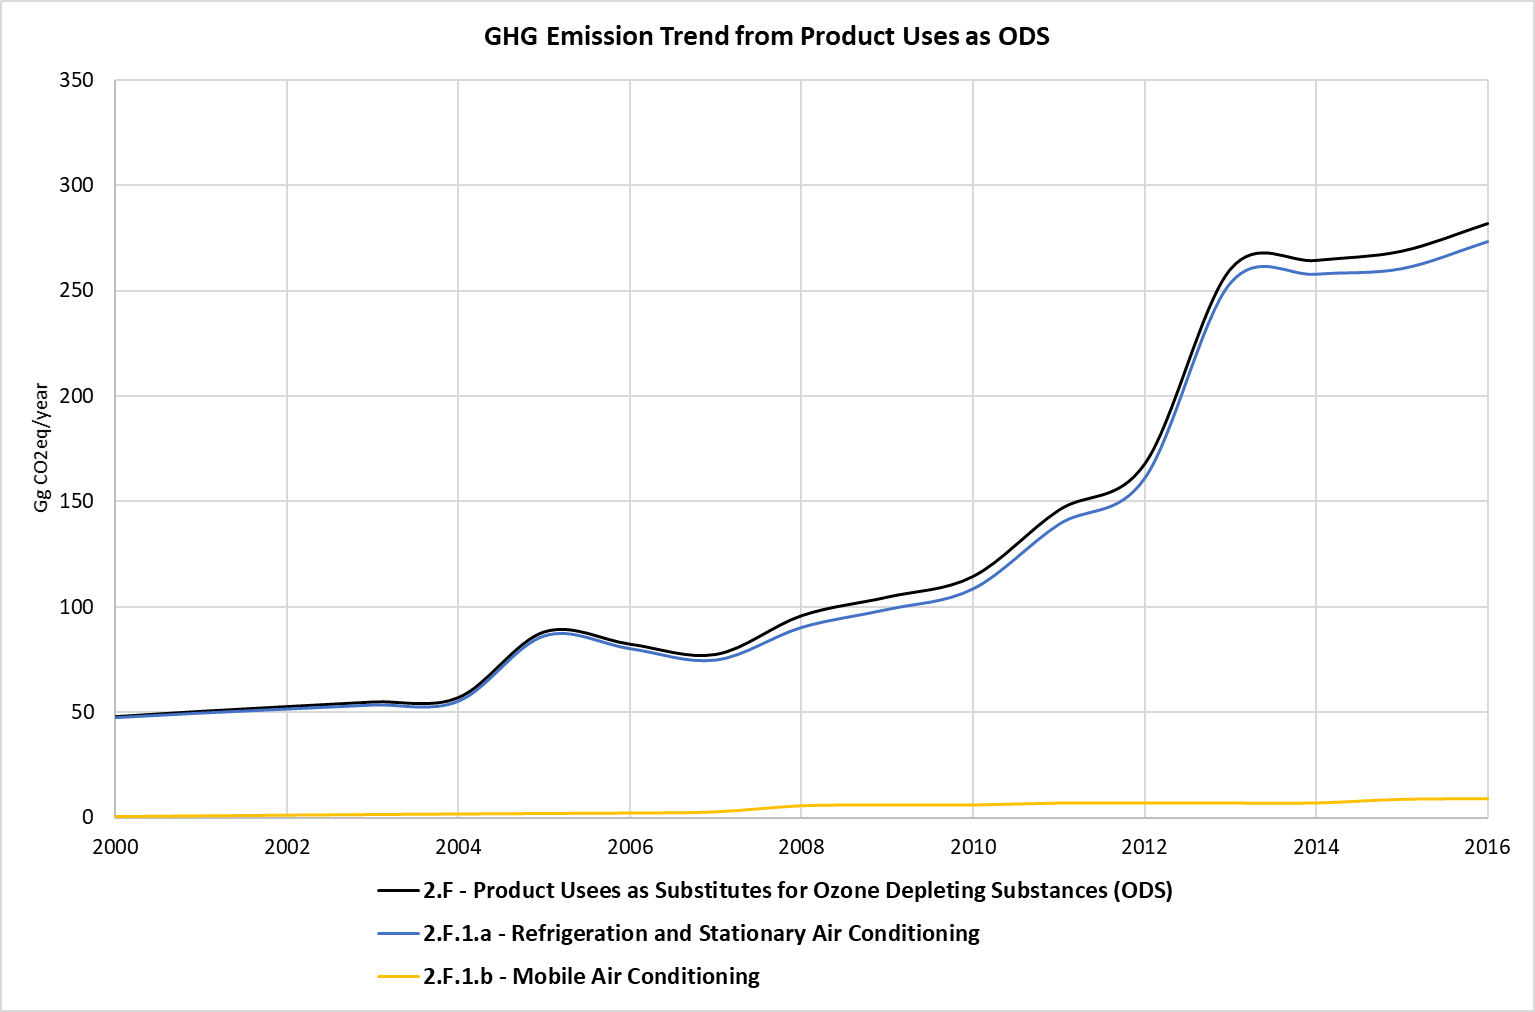 GHG Emission Trend from Product Uses as ODS
350
300
250
200
150
100
50
0
Gg CO2eq/year
2000 2002 2004 2006 2008 2010 2012 2014 2016
2.F - Product Usees as Substitutes for Ozone Depleting Substances (ODS)
2.F.1.a - Refrigeration and Stationary Air Conditioning
2.F.1.b - Mobile Air Conditioning